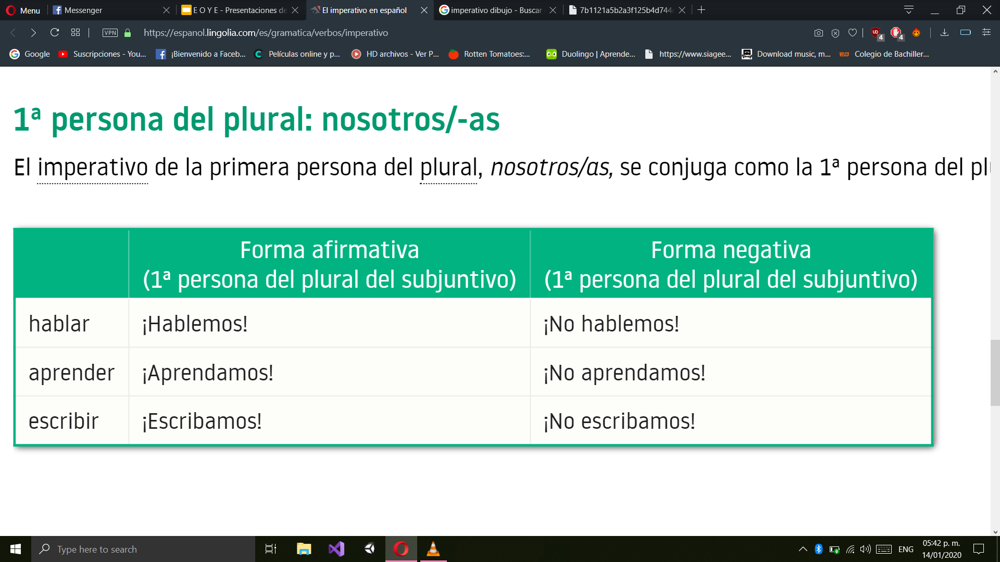 Menu
Messenger
E O Y E - Presentaciones de
El imperativo en español
imperativo dibujo - Buscar
7b1121a5b2a3f125b4d744
VPN
https://espanol.lingolia.com/es/gramatica/verbos/imperativo
4
4
Google
Suscripciones - You...
¡Bienvenido a Faceb...
Películas online y p...
HD archivos - Ver P...
Rotten Tomatoes:...
Duolingo | Aprende...
https://www.siagee...
Download music, m...
Colegio de Bachiller...
1ª persona del plural: nosotros/-as
El imperativo de la primera persona del plural, nosotros/as, se conjuga como la 1ª persona del plu
Forma afirmativa
(1ª persona del plural del subjuntivo)
Forma negativa
(1ª persona del plural del subjuntivo)
hablar ¡Hablemos! ¡No hablemos!
aprender ¡Aprendamos! ¡No aprendamos!
escribir ¡Escribamos! ¡No escribamos!
Type here to search
ENG
05:42 p. m.
14/01/2020